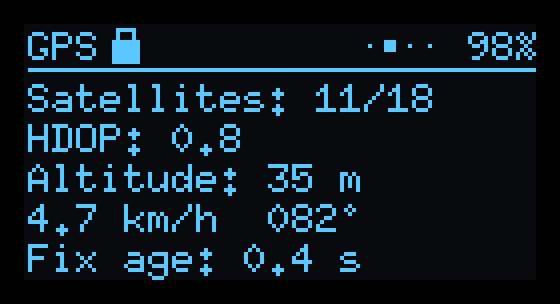 GPS 98%
Satellites: 11/18
HDOP: 0.8
Altitude: 35 m
4.7 km/h 082°
Fix age: 0.4 s